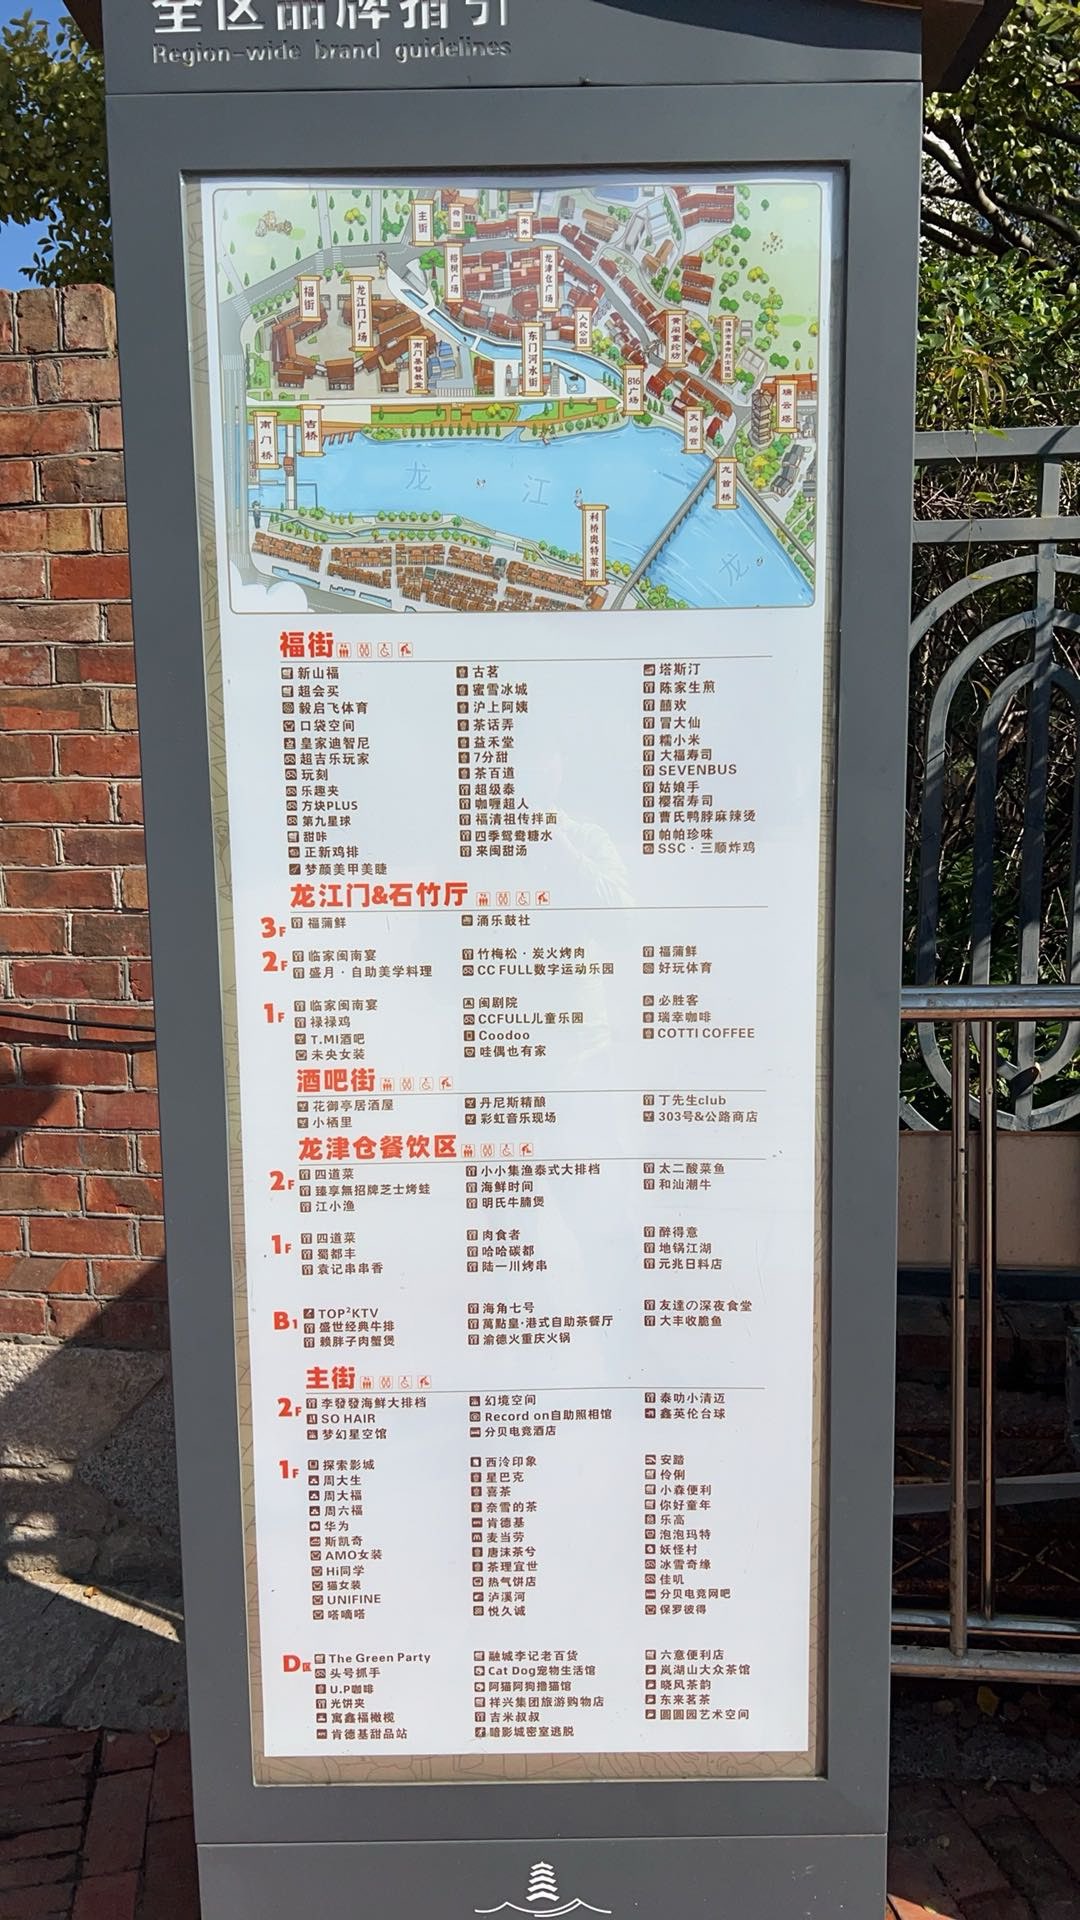 全区品牌指引
Region-wide brand guidelines
主街
荷园
宋井
榕树广场
龙津仓广场
福街
龙江门广场
人民公园
黄阁重纶坊
东门河水街
南门基督教堂
816广场
瑞云塔
南门桥
吉桥
天后宫
龙首桥
龙 江
利桥奥特莱斯
龙
福街
新山福 古茗 塔斯汀
超会买 蜜雪冰城 陈家生煎
毅启飞体育 沪上阿姨 囍欢
口袋空间 茶话弄 冒大仙
皇家迪智尼 益禾堂 糯小米
超吉乐玩家 7分甜 大福寿司
玩刻 茶百道 SEVENBUS
乐趣夹 超级泰 姑娘手
方块PLUS 咖喱超人 樱宿寿司
第九星球 福清祖传拌面 曹氏鸭脖麻辣烫
甜咔 四季鸳鸯糖水 帕帕珍味
正新鸡排 来闽甜汤 SSC·三顺炸鸡
梦颜美甲美睫
龙江门&石竹厅
3F 福蒲鲜 涌乐鼓社
2F 临家闽南宴 竹梅松·炭火烤肉 福蒲鲜
盛月·自助美学料理 CC FULL数字运动乐园 好玩体育
1F 临家闽南宴 闽剧院 必胜客
禄禄鸡 CCFULL儿童乐园 瑞幸咖啡
T.MI酒吧 Coodoo COTTI COFFEE
未央女装 哇偶也有家
酒吧街
花御亭居酒屋 丹尼斯精酿 丁先生club
小栖里 彩虹音乐现场 303号&公路商店
龙津仓餐饮区
2F 四道菜 小小集渔泰式大排档 太二酸菜鱼
臻享無招牌芝士烤蛙 海鲜时间 和汕潮牛
江小渔 明氏牛腩煲
1F 四道菜 肉食者 醉得意
蜀都丰 哈哈碳都 地锅江湖
袁记串串香 陆一川烤串 元兆日料店
B1 TOP²KTV 海角七号 友達の深夜食堂
盛世经典牛排 萬點皇·港式自助茶餐厅 大丰收脆鱼
赖胖子肉蟹煲 渝德火重庆火锅
主街
2F 李發發海鲜大排档 幻境空间 泰叻小清迈
SO HAIR Record on自助照相馆 鑫英伦台球
梦幻星空馆 分贝电竞酒店
1F 探索影城 西泠印象 安踏
周大生 星巴克 伶俐
周大福 喜茶 小森便利
周六福 奈雪的茶 你好童年
华为 肯德基 乐高
斯凯奇 麦当劳 泡泡玛特
AMO女装 唐沫茶兮 妖怪村
Hi同学 茶理宜世 冰雪奇缘
猫女装 热气饼店 佳叽
UNIFINE 泸溪河 分贝电竞网吧
嗒嘀嗒 悦久诚 保罗彼得
D区 The Green Party 融城李记老百货 六意便利店
头号抓手 Cat Dog宠物生活馆 岚湖山大众茶馆
U.P咖啡 阿猫阿狗撸猫馆 晓风茶韵
光饼夹 祥兴集团旅游购物店 东来茗茶
寓鑫福橄榄 吉米叔叔 圆圆园艺术空间
肯德基甜品站 暗影城密室逃脱